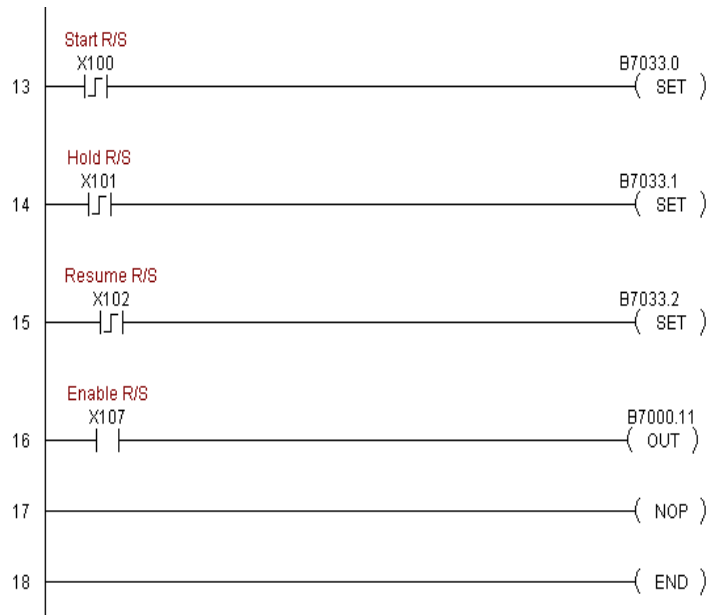 Start R/S
X100 B7033.0
13 ( SET )
Hold R/S
X101 B7033.1
14 ( SET )
Resume R/S
X102 B7033.2
15 ( SET )
Enable R/S
X107 B7000.11
16 ( OUT )
17 ( NOP )
18 ( END )